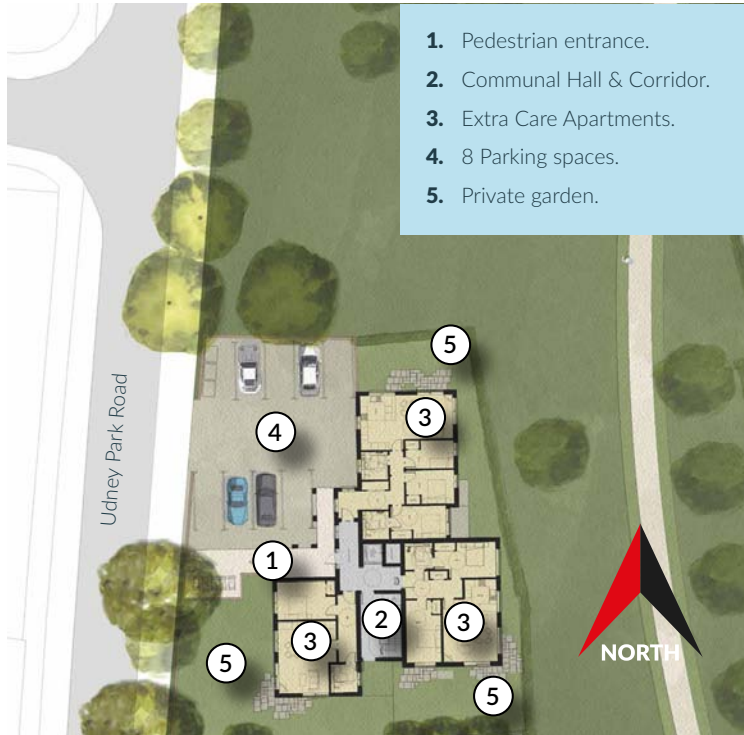 1. Pedestrian entrance.
2. Communal Hall & Corridor.
3. Extra Care Apartments.
4. 8 Parking spaces.
5. Private garden.
Udney Park Road
5
3
4
1
2
3
3
5
5
NORTH